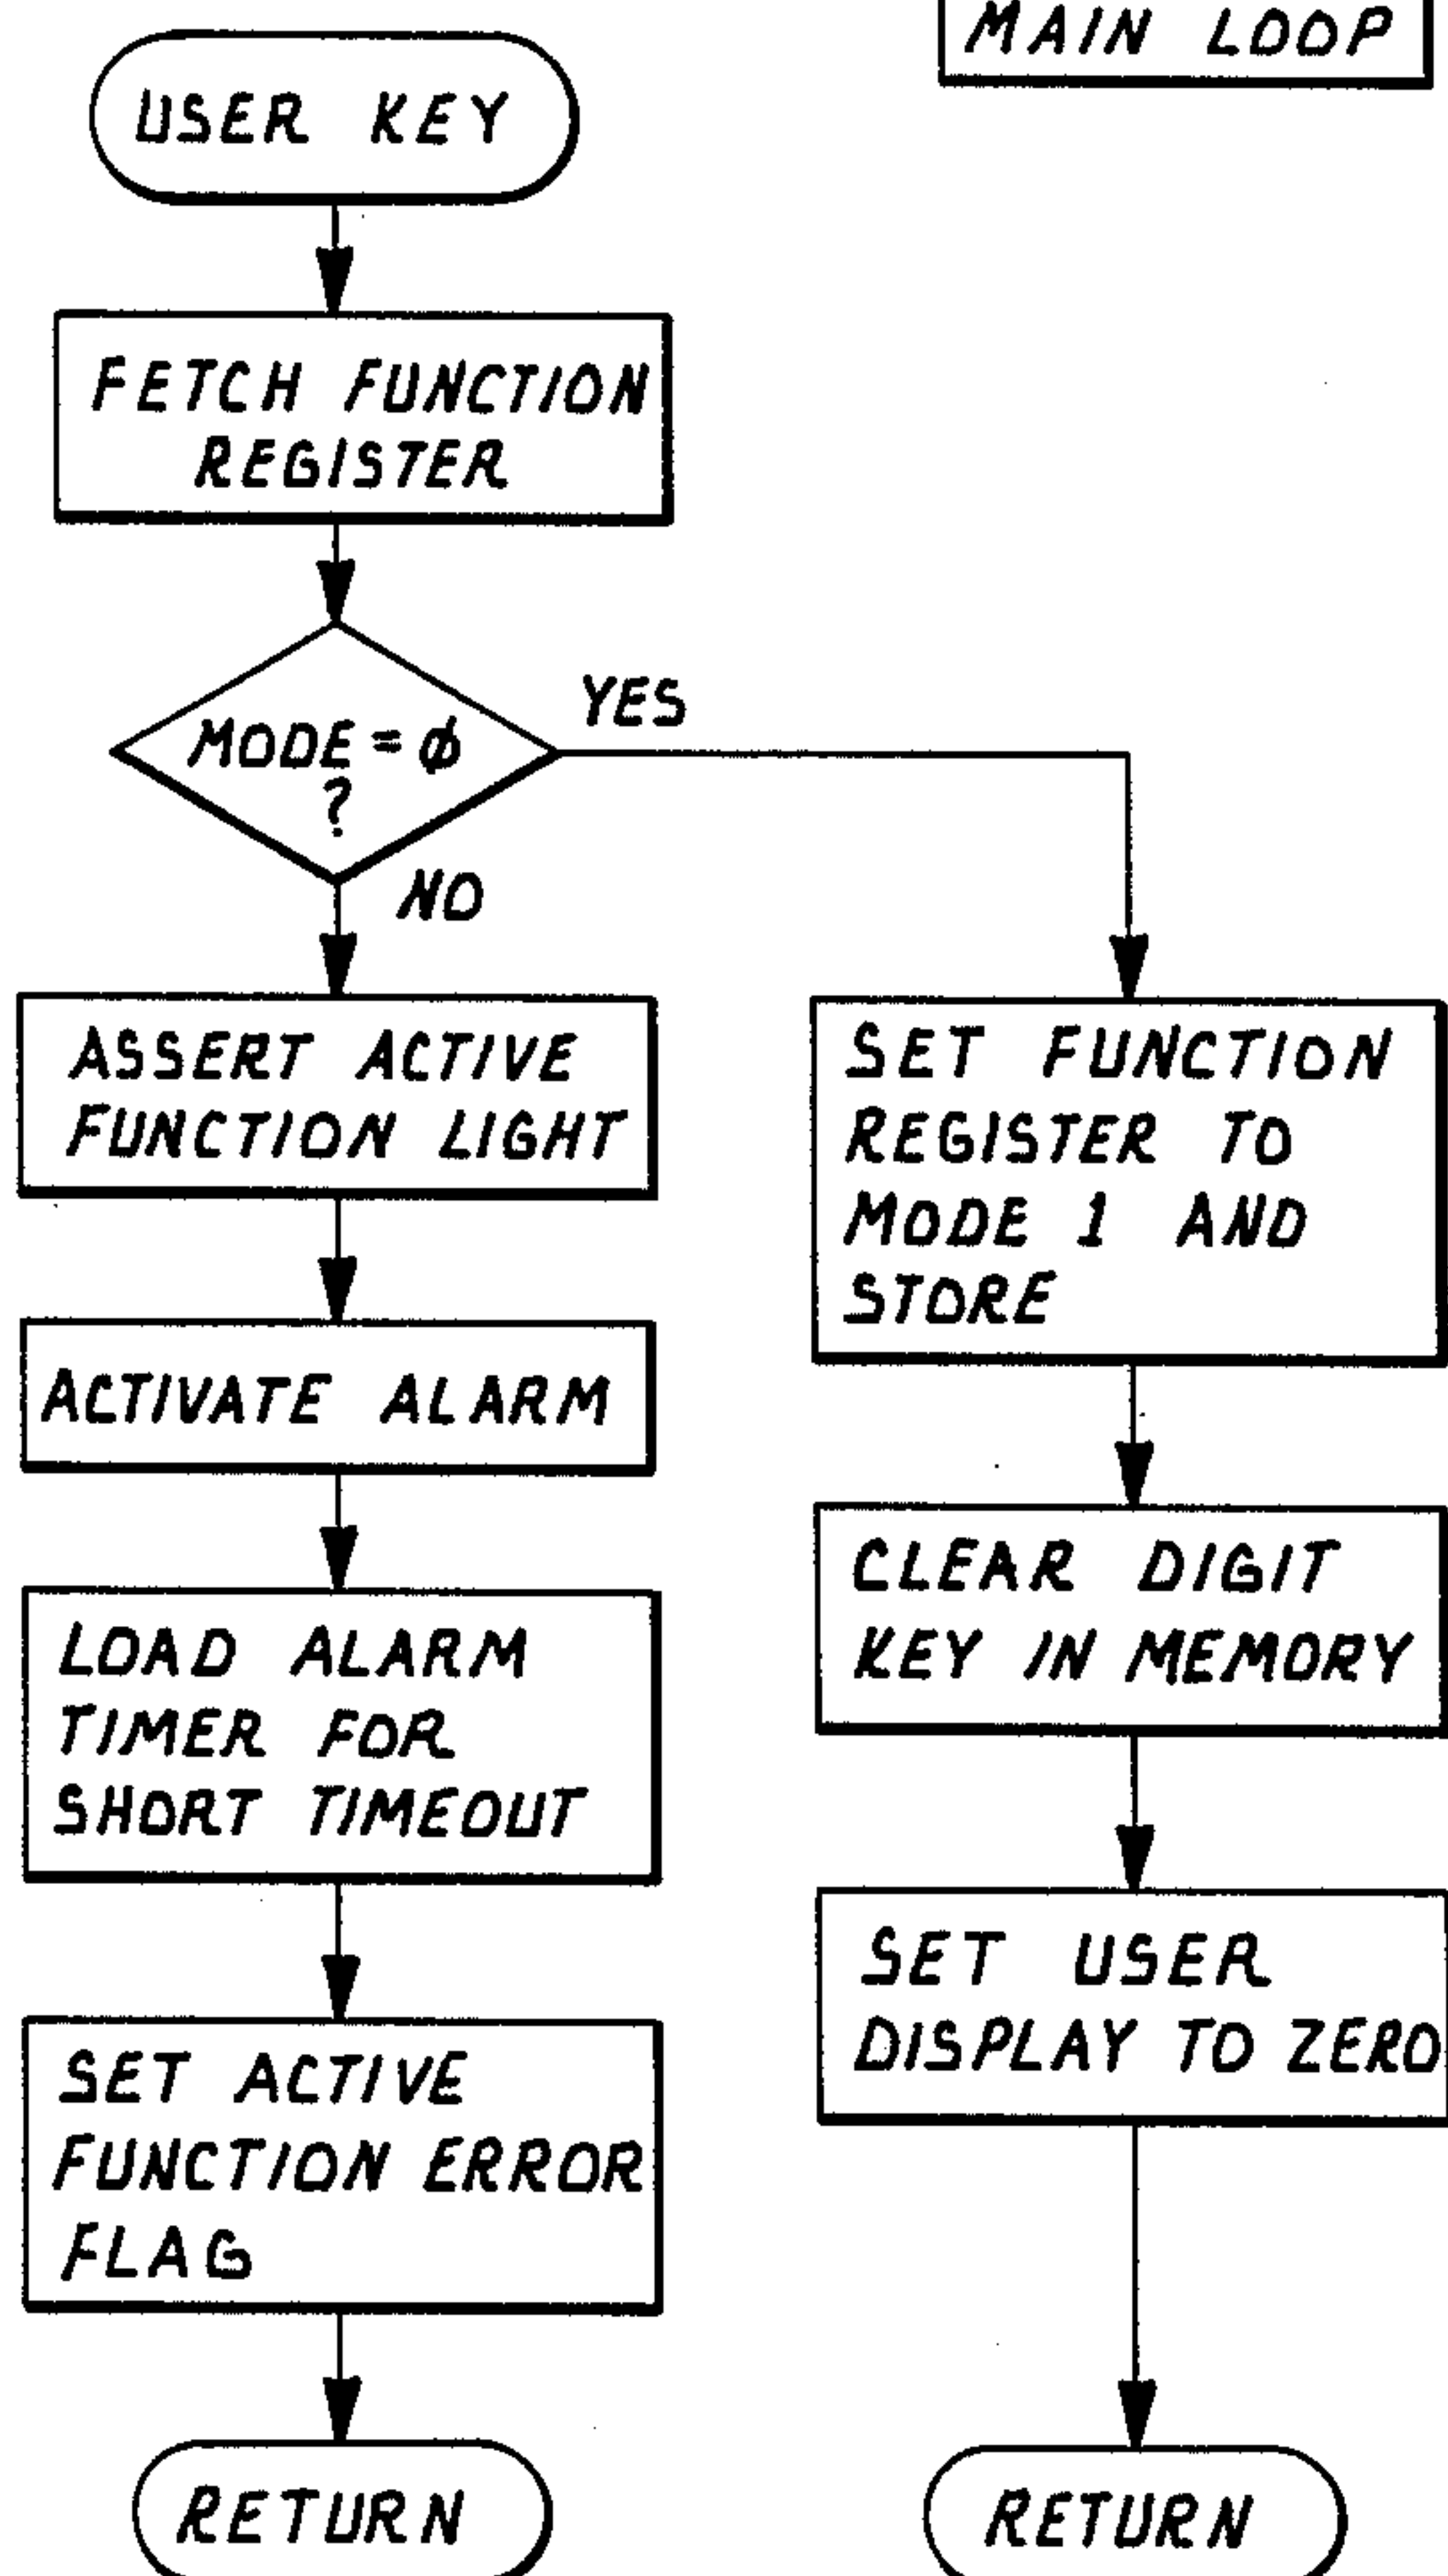 MAIN LOOP
USER KEY
FETCH FUNCTION
REGISTER
MODE = ϕ
?
YES
NO
ASSERT ACTIVE
FUNCTION LIGHT
ACTIVATE ALARM
LOAD ALARM
TIMER FOR
SHORT TIMEOUT
SET ACTIVE
FUNCTION ERROR
FLAG
RETURN
SET FUNCTION
REGISTER TO
MODE 1 AND
STORE
CLEAR DIGIT
KEY IN MEMORY
SET USER
DISPLAY TO ZERO
RETURN